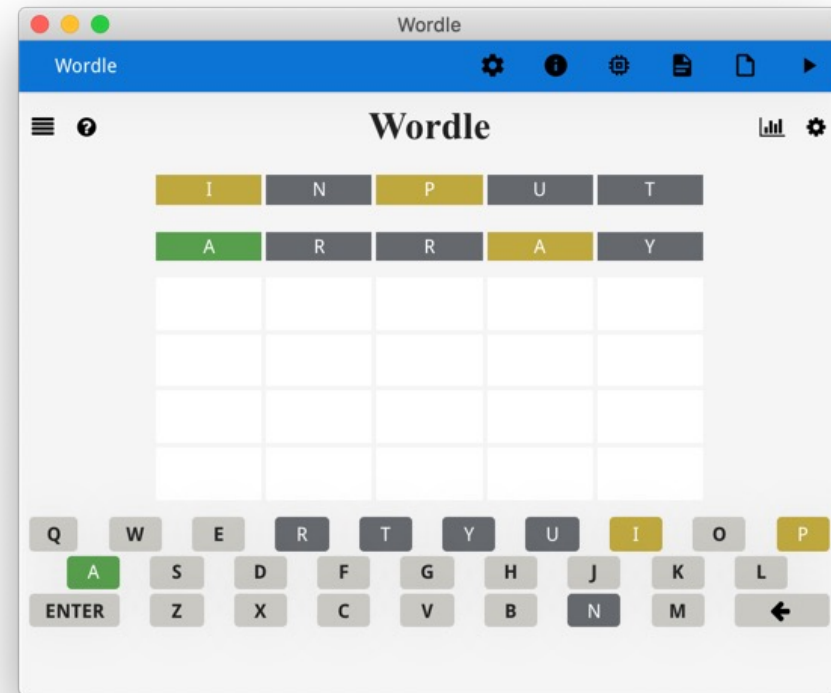 Wordle
Wordle
Wordle
I N P U T
A R R A Y
Q W E R T Y U I O P
A S D F G H J K L
ENTER Z X C V B N M